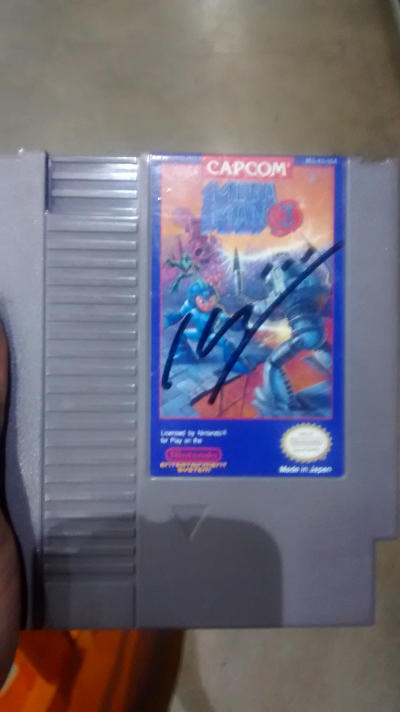 CAPCOM
MEGA
MAN 3
Licensed by Nintendo®
for Play on the
Nintendo
ENTERTAINMENT
SYSTEM
Made in Japan